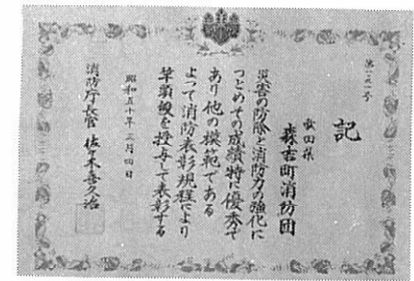 記
秋田県
森吉町消防団
災害の防除と消防力の強化に
つとめその成績特に優秀で
あり他の模範である
よって消防表彰規程により
竿頭綬を授与して表彰する
昭和五十年三月四日
消防庁長官 佐々木喜久治